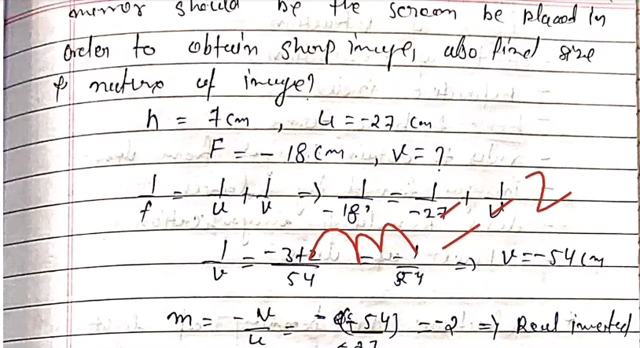 mirror should be the screen be placed in
order to obtain sharp image, also find size
& nature of image?
h = 7cm , u = -27 cm
F = -18 cm , v = ?
1/f = 1/u + 1/v => 1/-18 = 1/-27 + 1/v 2
1/v = -3+2/54 = -1/54 => v = -54 cm
m = -v/u = -(-54)/-27 = -2 => Real inverted